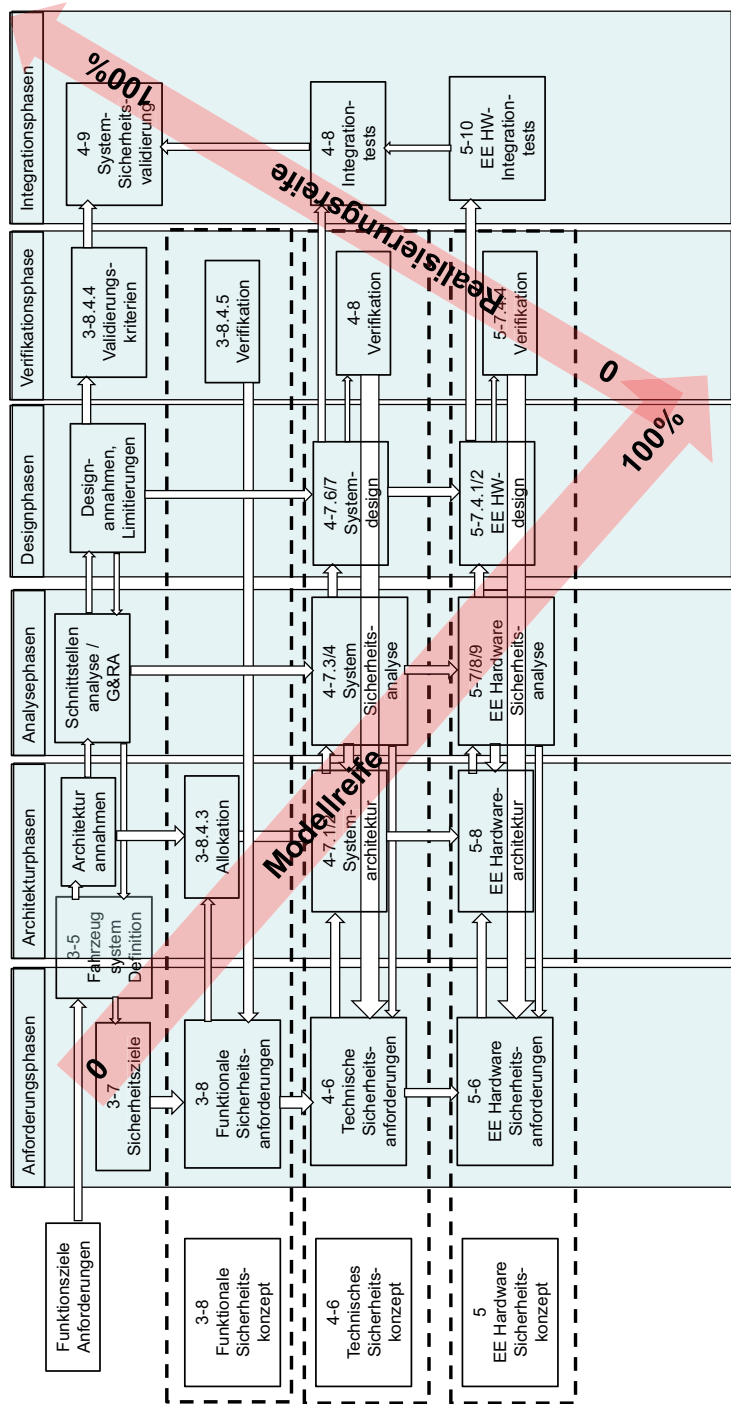 Anforderungsphasen
Architekturphasen
Analysephasen
Designphasen
Verifikationsphase
Integrationsphasen
Funktionsziele
Anforderungen
3-7
Sicherheitsziele
3-5
Fahrzeug
system
Definition
Architektur
annahmen
Schnittstellen
analyse /
G&RA
Design-
annahmen,
Limitierungen
3-8.4.4
Validierungs-
kriterien
4-9
System-
Sicherheits-
validierung
3-8
Funktionale
Sicherheits-
konzept
3-8
Funktionale
Sicherheits-
anforderungen
3-8.4.3
Allokation
3-8.4.5
Verifikation
4-6
Technisches
Sicherheits-
konzept
4-6
Technische
Sicherheits-
anforderungen
4-7.1/2
System-
architektur
4-7.3/4
System
Sicherheits-
analyse
4-7.6/7
System-
design
4-8
Verifikation
4-8
Integration-
tests
5
EE Hardware
Sicherheits-
konzept
5-6
EE Hardware
Sicherheits-
anforderungen
5-8
EE Hardware-
architektur
5-7/8/9
EE Hardware
Sicherheits-
analyse
5-7.4.1/2
EE HW-
design
5-7.4.4
Verifikation
5-10
EE HW-
Integration-
tests
0
Modellreife
100%
0
Realisierungsreife
100%